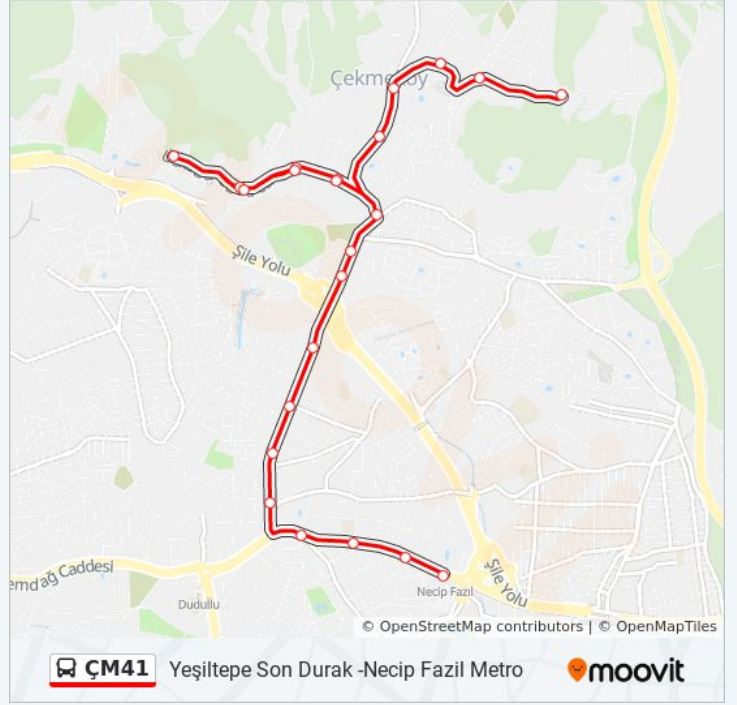 Çekmeköy
Şile Yolu
emdağ Caddesi
Dudullu
Necip Fazıl
Şile Yolu
© OpenStreetMap contributors | © OpenMapTiles
ÇM41 Yeşiltepe Son Durak -Necip Fazil Metro moovit